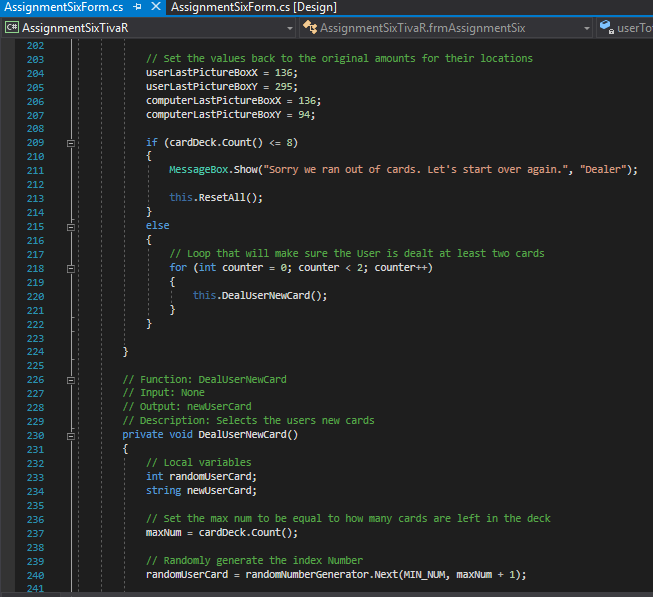 AssignmentSixForm.cs AssignmentSixForm.cs [Design]
C# AssignmentSixTivaR AssignmentSixTivaR.frmAssignmentSix
202
203 // Set the values back to the original amounts for their locations
204 userLastPictureBoxX = 136;
205 userLastPictureBoxY = 295;
206 computerLastPictureBoxX = 136;
207 computerLastPictureBoxY = 94;
208
209 if (cardDeck.Count() <= 8)
210 {
211 MessageBox.Show("Sorry we ran out of cards. Let's start over again.", "Dealer");
212
213 this.ResetAll();
214 }
215 else
216 {
217 // Loop that will make sure the User is dealt at least two cards
218 for (int counter = 0; counter < 2; counter++)
219 {
220 this.DealUserNewCard();
221 }
222 }
223
224 }
225
226 // Function: DealUserNewCard
227 // Input: None
228 // Output: newUserCard
229 // Description: Selects the users new cards
230 private void DealUserNewCard()
231 {
232 // Local variables
233 int randomUserCard;
234 string newUserCard;
235
236 // Set the max num to be equal to how many cards are left in the deck
237 maxNum = cardDeck.Count();
238
239 // Randomly generate the index Number
240 randomUserCard = randomNumberGenerator.Next(MIN_NUM, maxNum + 1);
241